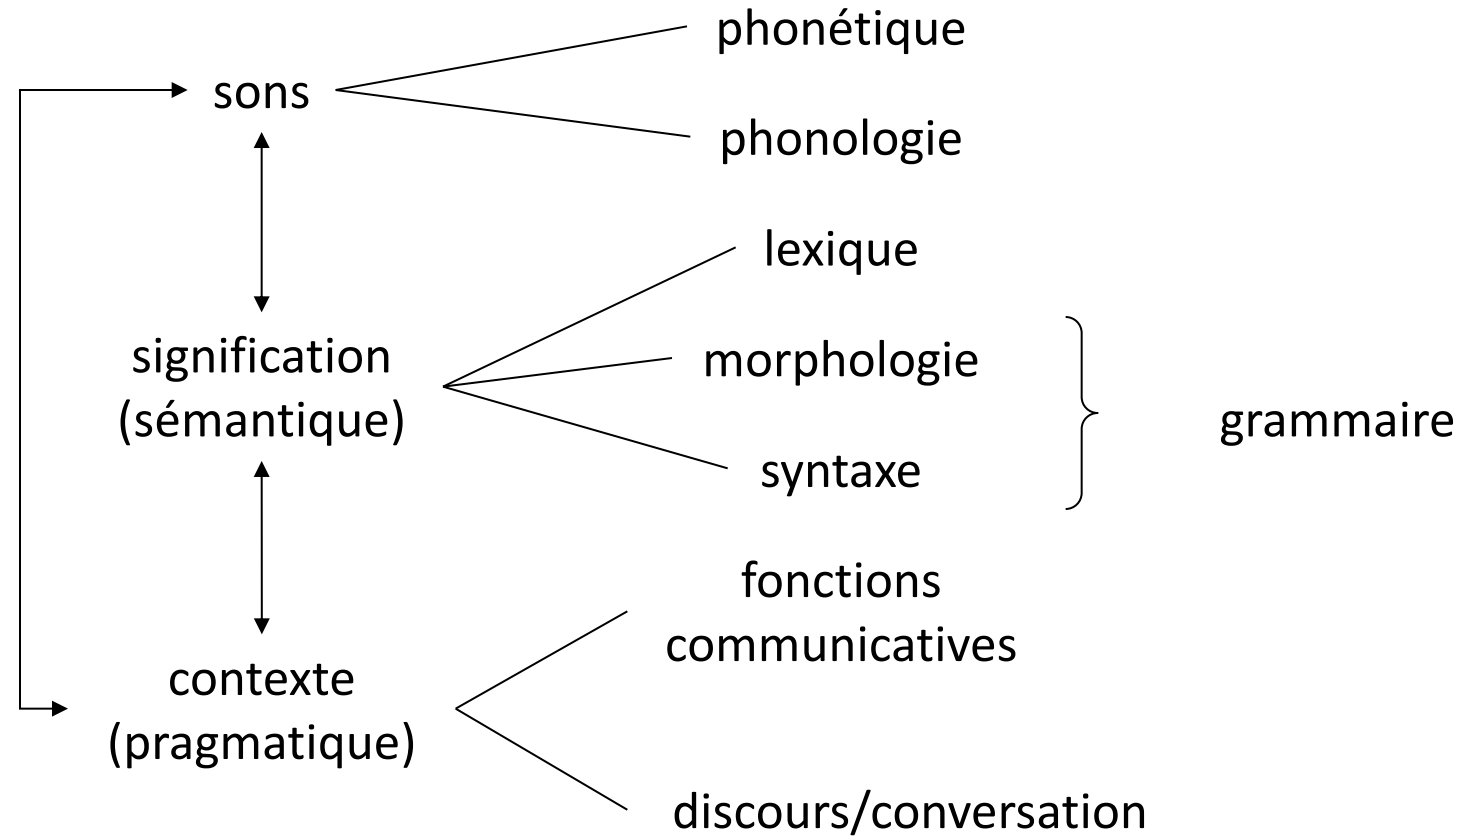 phonétique
sons
phonologie
lexique
signification
(sémantique)
morphologie
syntaxe
grammaire
fonctions
communicatives
contexte
(pragmatique)
discours/conversation